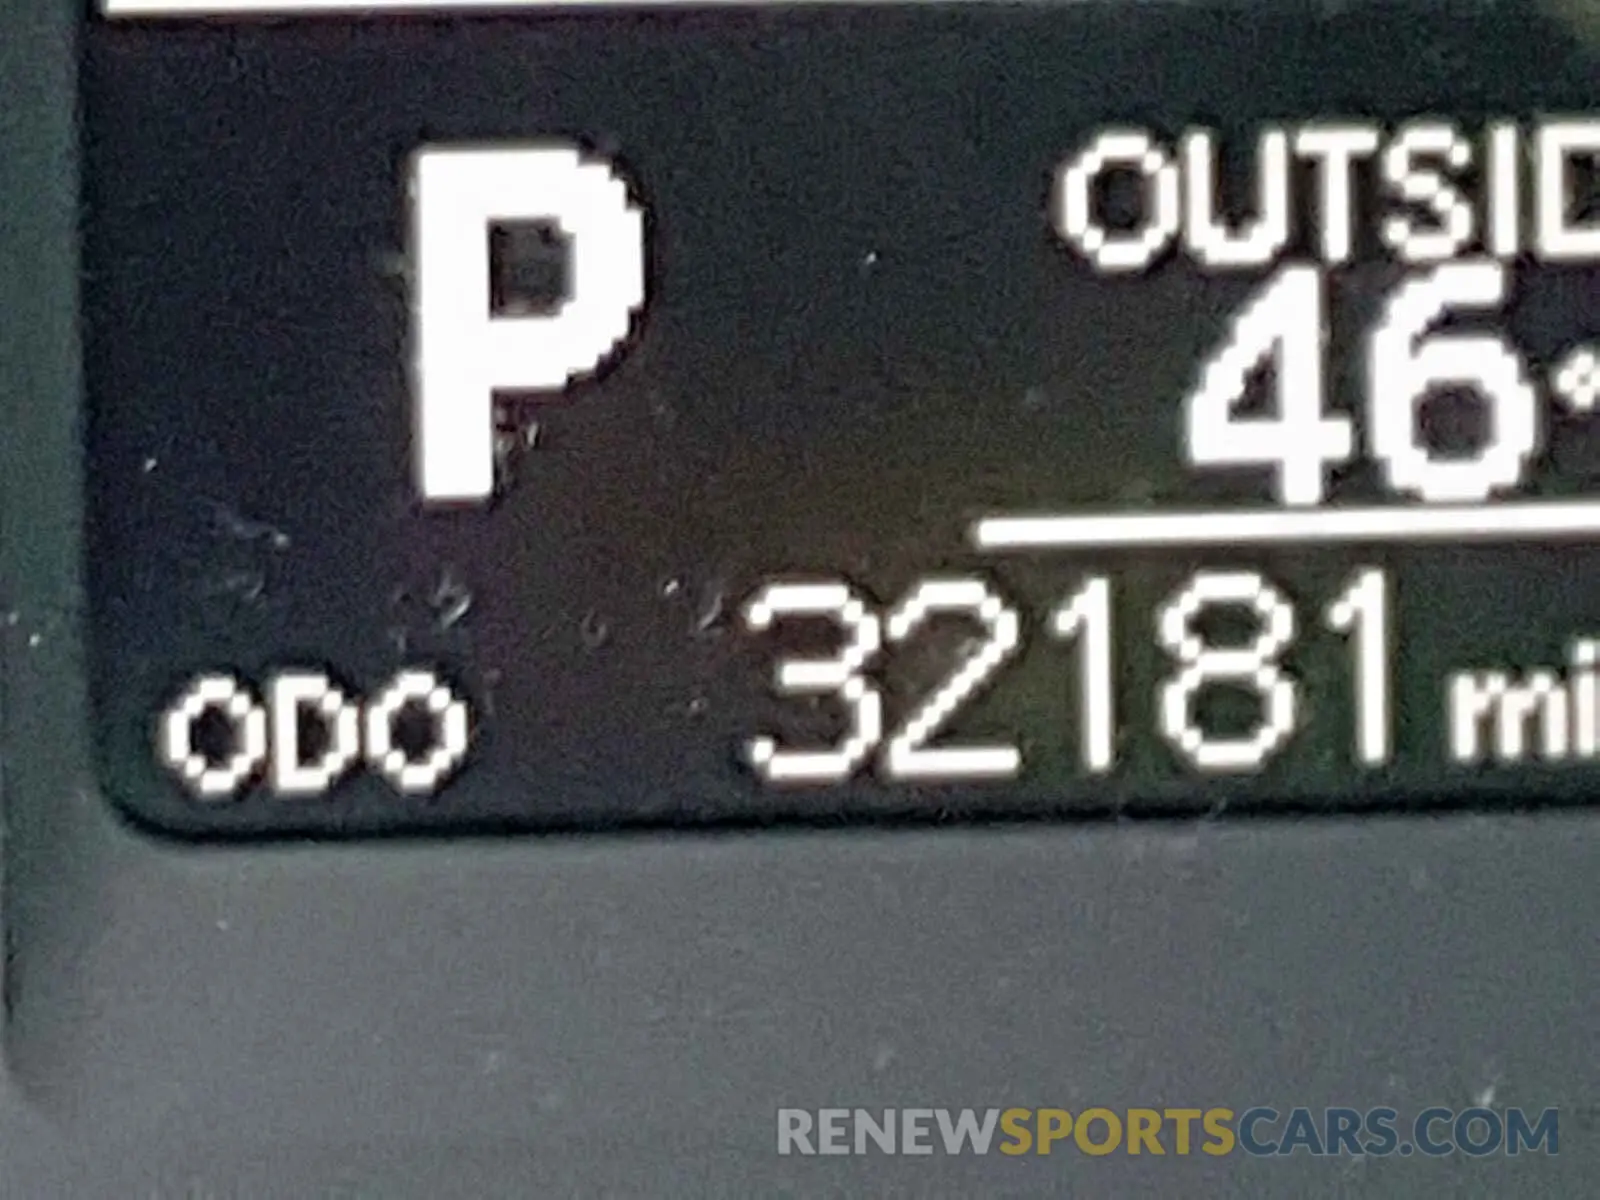 P
OUTSID
46°
ODO 32181 mi
RENEWSPORTSCARS.COM